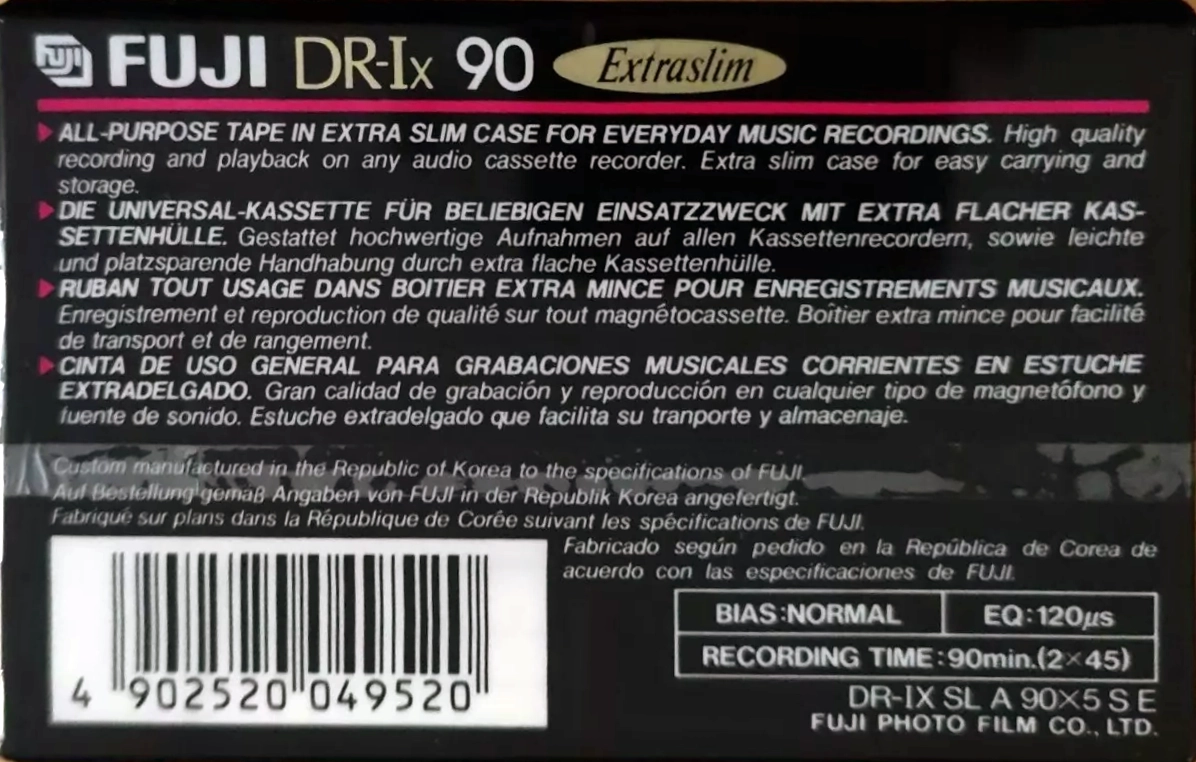 FUJI FUJI DR-Ix 90 Extraslim
ALL-PURPOSE TAPE IN EXTRA SLIM CASE FOR EVERYDAY MUSIC RECORDINGS. High quality
recording and playback on any audio cassette recorder. Extra slim case for easy carrying and
storage.
DIE UNIVERSAL-KASSETTE FÜR BELIEBIGEN EINSATZZWECK MIT EXTRA FLACHER KAS-
SETTENHÜLLE. Gestattet hochwertige Aufnahmen auf allen Kassettenrecordern, sowie leichte
und platzsparende Handhabung durch extra flache Kassettenhülle.
RUBAN TOUT USAGE DANS BOITIER EXTRA MINCE POUR ENREGISTREMENTS MUSICAUX.
Enregistrement et reproduction de qualité sur tout magnétocassette. Boîtier extra mince pour facilité
de transport et de rangement.
CINTA DE USO GENERAL PARA GRABACIONES MUSICALES CORRIENTES EN ESTUCHE
EXTRADELGADO. Gran calidad de grabación y reproducción en cualquier tipo de magnetófono y
fuente de sonido. Estuche extradelgado que facilita su tranporte y almacenaje.
Custom manufactured in the Republic of Korea to the specifications of FUJI.
Auf Bestellung gemaß Angaben von FUJI in der Republik Korea angefertigt.
Fabriqué sur plans dans la République de Corée suivant les spécifications de FUJI.
Fabricado según pedido en la República de Corea de
acuerdo con las especificaciones de FUJI.
BIAS:NORMAL EQ:120µs
RECORDING TIME:90min.(2×45)
4 902520 049520
DR-IX SL A 90×5 S E
FUJI PHOTO FILM CO., LTD.